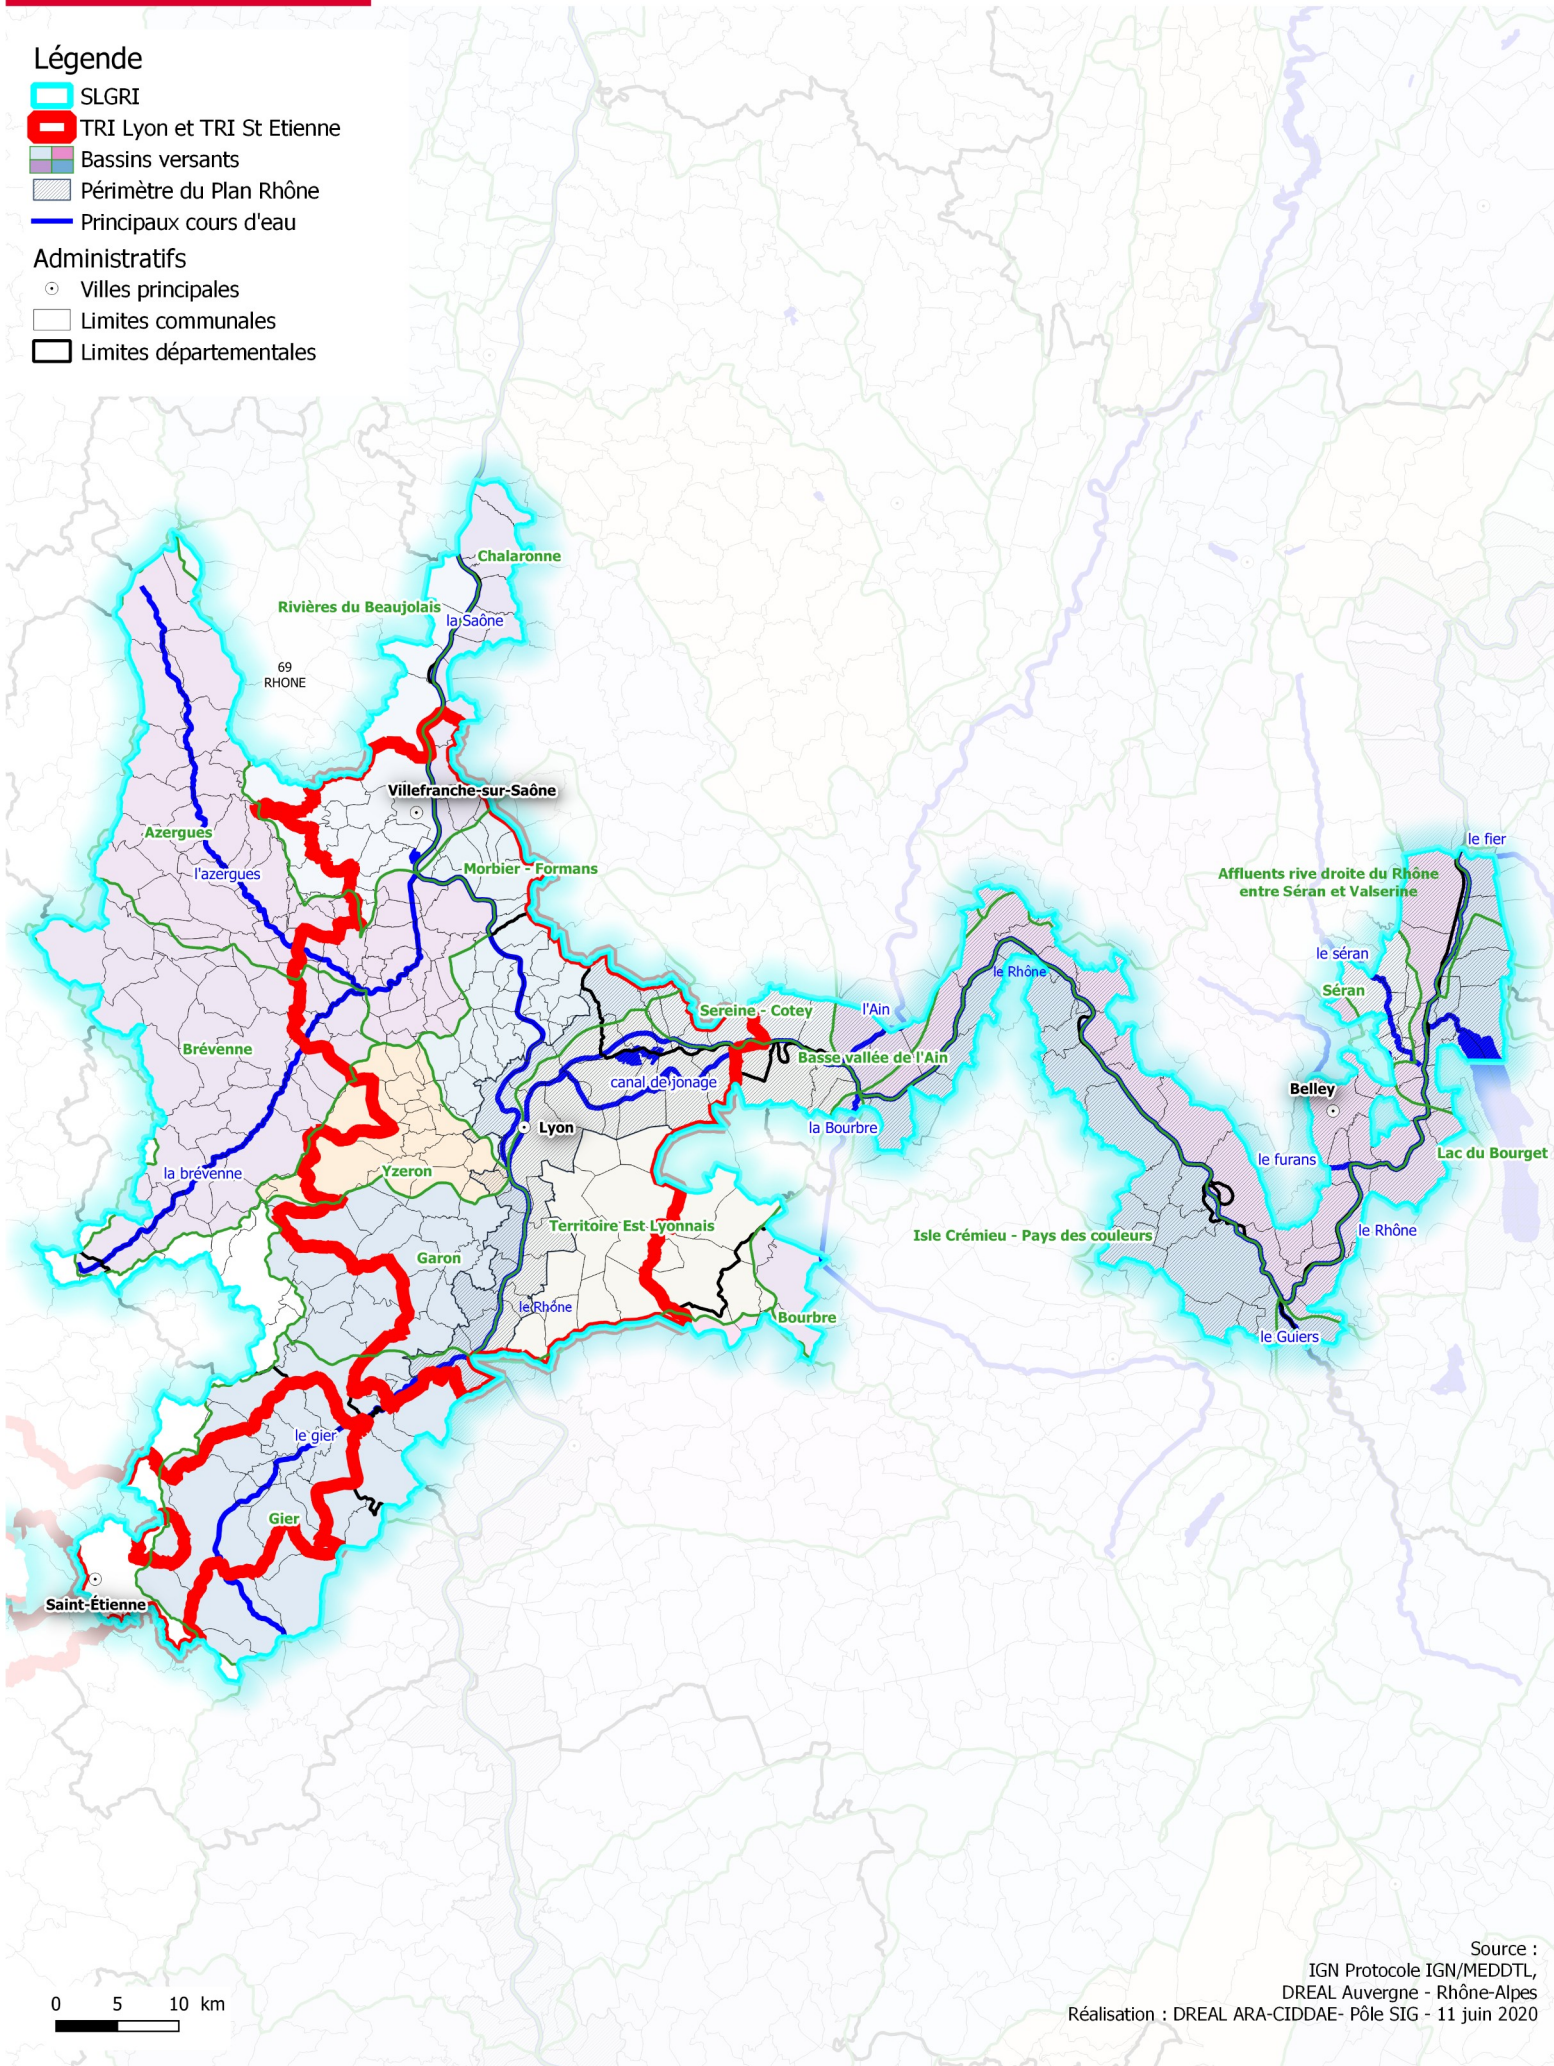 Légende
SLGRI
TRI Lyon et TRI St Etienne
Bassins versants
Périmètre du Plan Rhône
Principaux cours d'eau
Administratifs
Villes principales
Limites communales
Limites départementales
Chalaronne
Rivières du Beaujolais
la Saône
69
RHONE
Villefranche-sur-Saône
Azergues
l'azergues
Morbier - Formans
le fier
Affluents rive droite du Rhône
entre Séran et Valserine
le séran
Séran
le Rhône
l'Ain
Sereine - Cotey
Brévenne
Basse vallée de l'Ain
canal de jonage
Belley
Lyon
la Bourbre
Lac du Bourget
le furans
la brévenne
Yzeron
Territoire Est Lyonnais
Isle Crémieu - Pays des couleurs
le Rhône
Garon
le Rhône
Bourbre
le Guiers
le gier
Gier
Saint-Étienne
0 5 10 km
Source :
IGN Protocole IGN/MEDDTL,
DREAL Auvergne - Rhône-Alpes
Réalisation : DREAL ARA-CIDDAE- Pôle SIG - 11 juin 2020